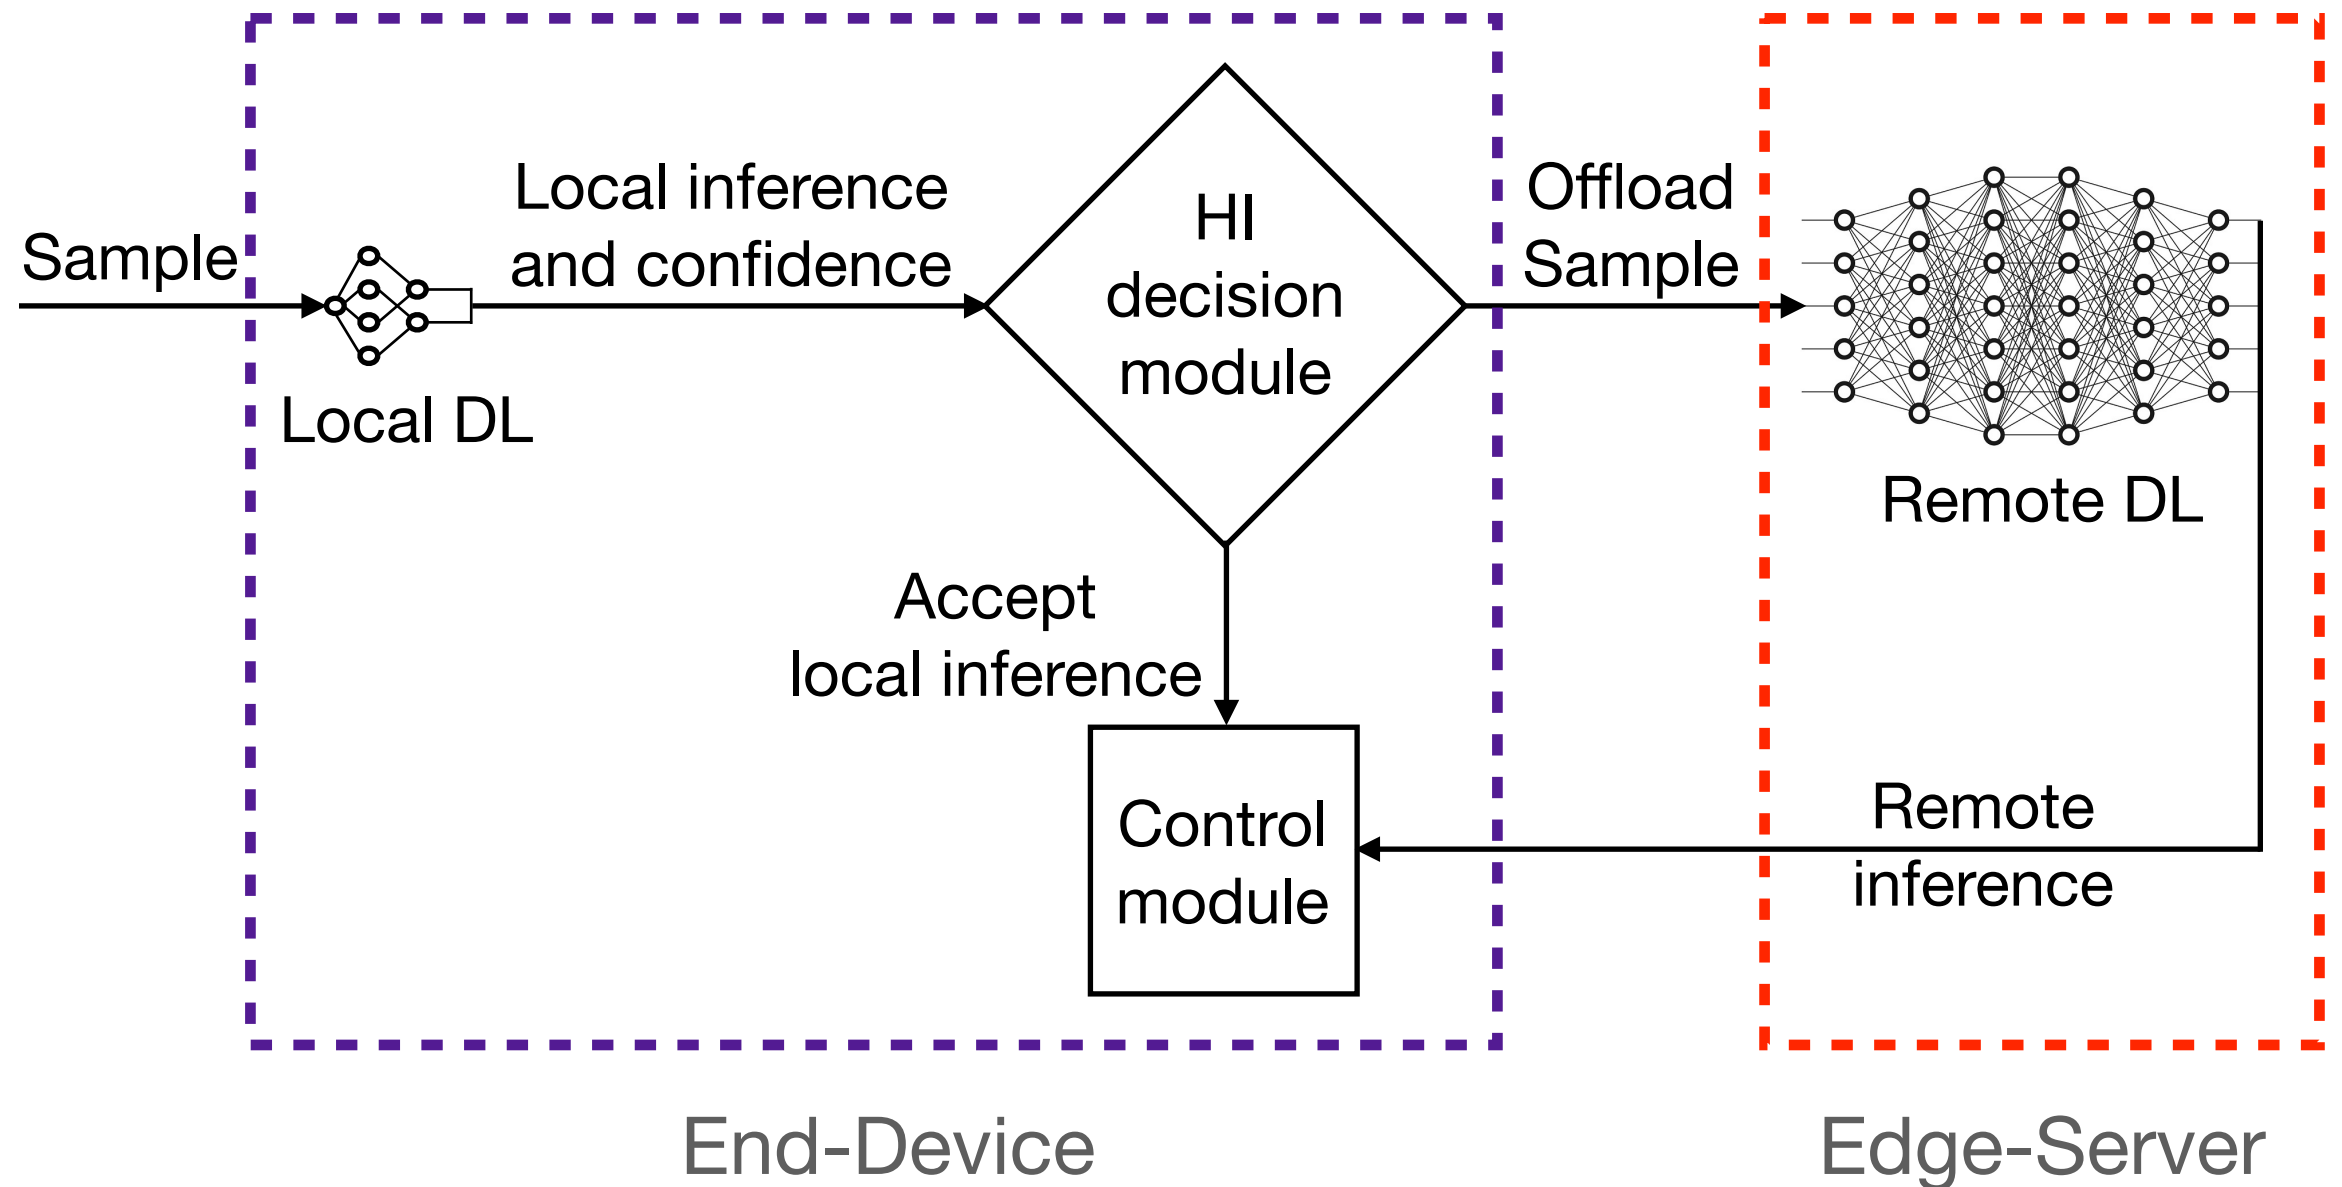 Sample
Local DL
Local inference
and confidence
HI
decision
module
Offload
Sample
Remote DL
Accept
local inference
Control
module
Remote
inference
End-Device
Edge-Server